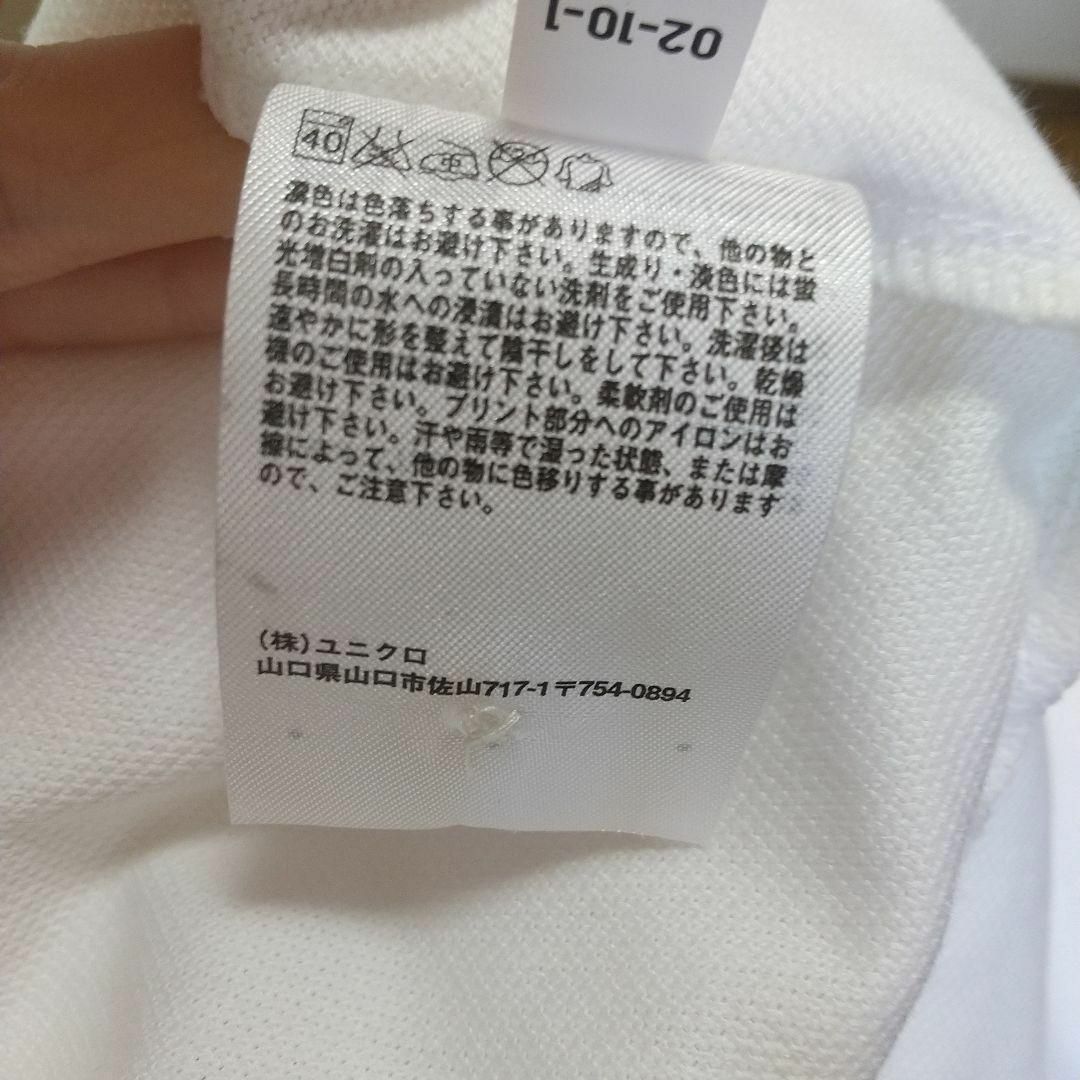 02-10-1
40
中
濃色は色落ちする事がありますので、他の物と
のお洗濯はお避け下さい。生成り・淡色には蛍
光増白剤の入っていない洗剤をご使用下さい。
長時間の水への浸漬はお避け下さい。洗濯後は
速やかに形を整えて陰干しをして下さい。乾燥
機のご使用はお避け下さい。柔軟剤のご使用は
お避け下さい。プリント部分へのアイロンはお
避け下さい。汗や雨等で湿った状態、または摩
擦によって、他の物に色移りする事があります
ので、ご注意下さい。
(株)ユニクロ
山口県山口市佐山717-1〒754-0894